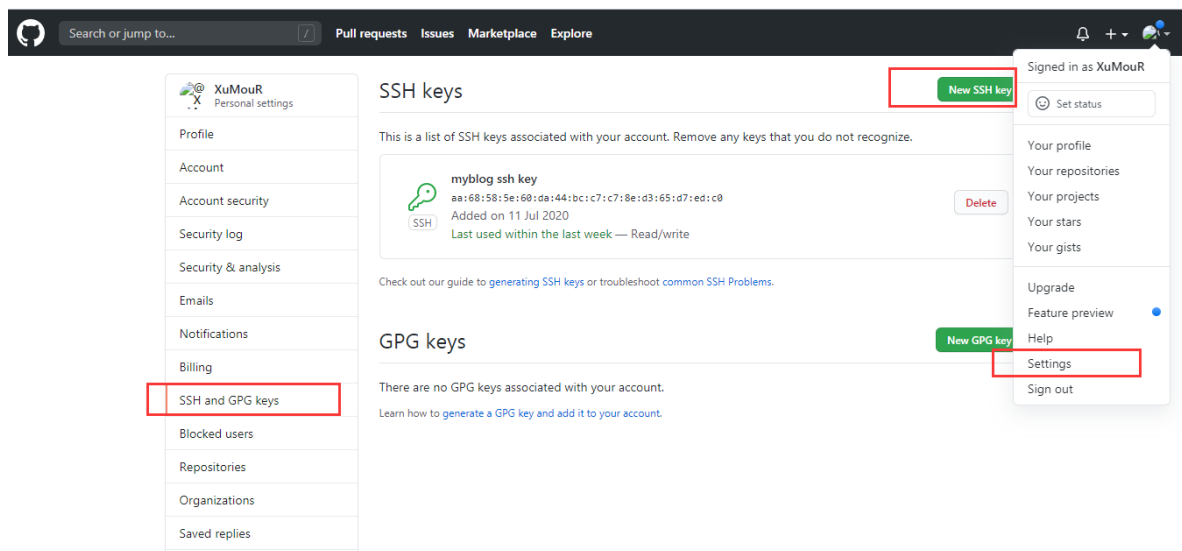 Search or jump to... / Pull requests Issues Marketplace Explore
Signed in as XuMouR
Set status
Your profile
Your repositories
Your projects
Your stars
Your gists
Upgrade
Feature preview
Help
Settings
Sign out
@
X
XuMouR
Personal settings
Profile
Account
Account security
Security log
Security & analysis
Emails
Notifications
Billing
SSH and GPG keys
Blocked users
Repositories
Organizations
Saved replies
SSH keys
New SSH key
This is a list of SSH keys associated with your account. Remove any keys that you do not recognize.
SSH
myblog ssh key
aa:68:58:5e:60:da:44:bc:c7:c7:8e:d3:65:d7:ed:c0
Added on 11 Jul 2020
Last used within the last week — Read/write
Delete
Check out our guide to generating SSH keys or troubleshoot common SSH Problems.
GPG keys
New GPG key
There are no GPG keys associated with your account.
Learn how to generate a GPG key and add it to your account.